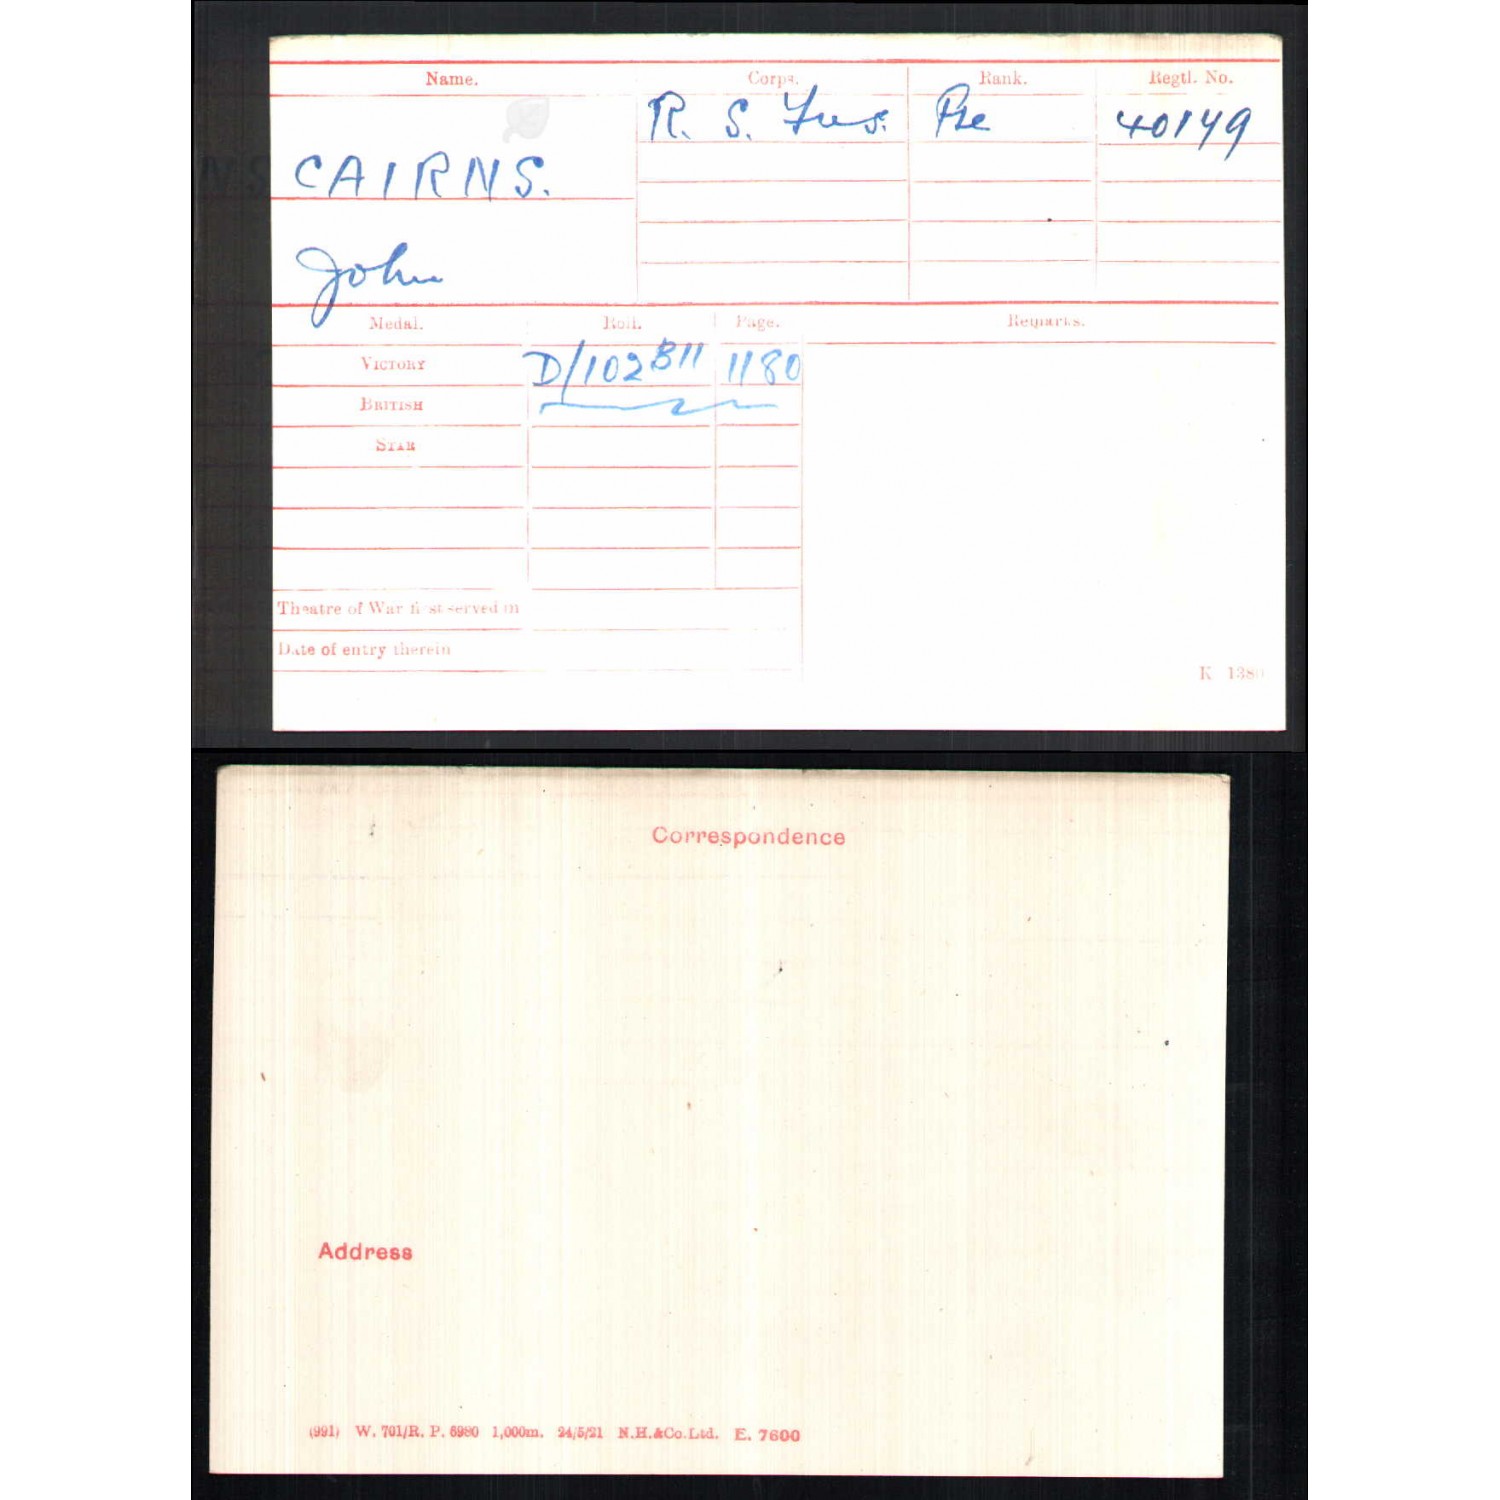 Name. Corps. Rank. Regtl. No.
R. S. Fus. Pte 40149
CAIRNS.
John
Medal. Roll. Page. Remarks.
VICTORY D/102 B11 1180
BRITISH
STAR
Theatre of War first served in
Date of entry therein
K 1380
Correspondence
Address
(991) W. 701/R. P. 6980 1,000m. 24/5/21 N.H.&Co.Ltd. E. 7600